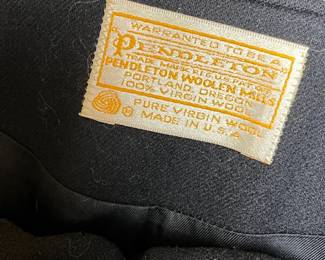 WARRANTED TO BE A
PENDLETON
TRADE MARK REG. U.S. PAT. OFF.
PENDLETON WOOLEN MILLS
PORTLAND, OREGON
100% VIRGIN WOOL
PURE VIRGIN WOOL
MADE IN U.S.A.